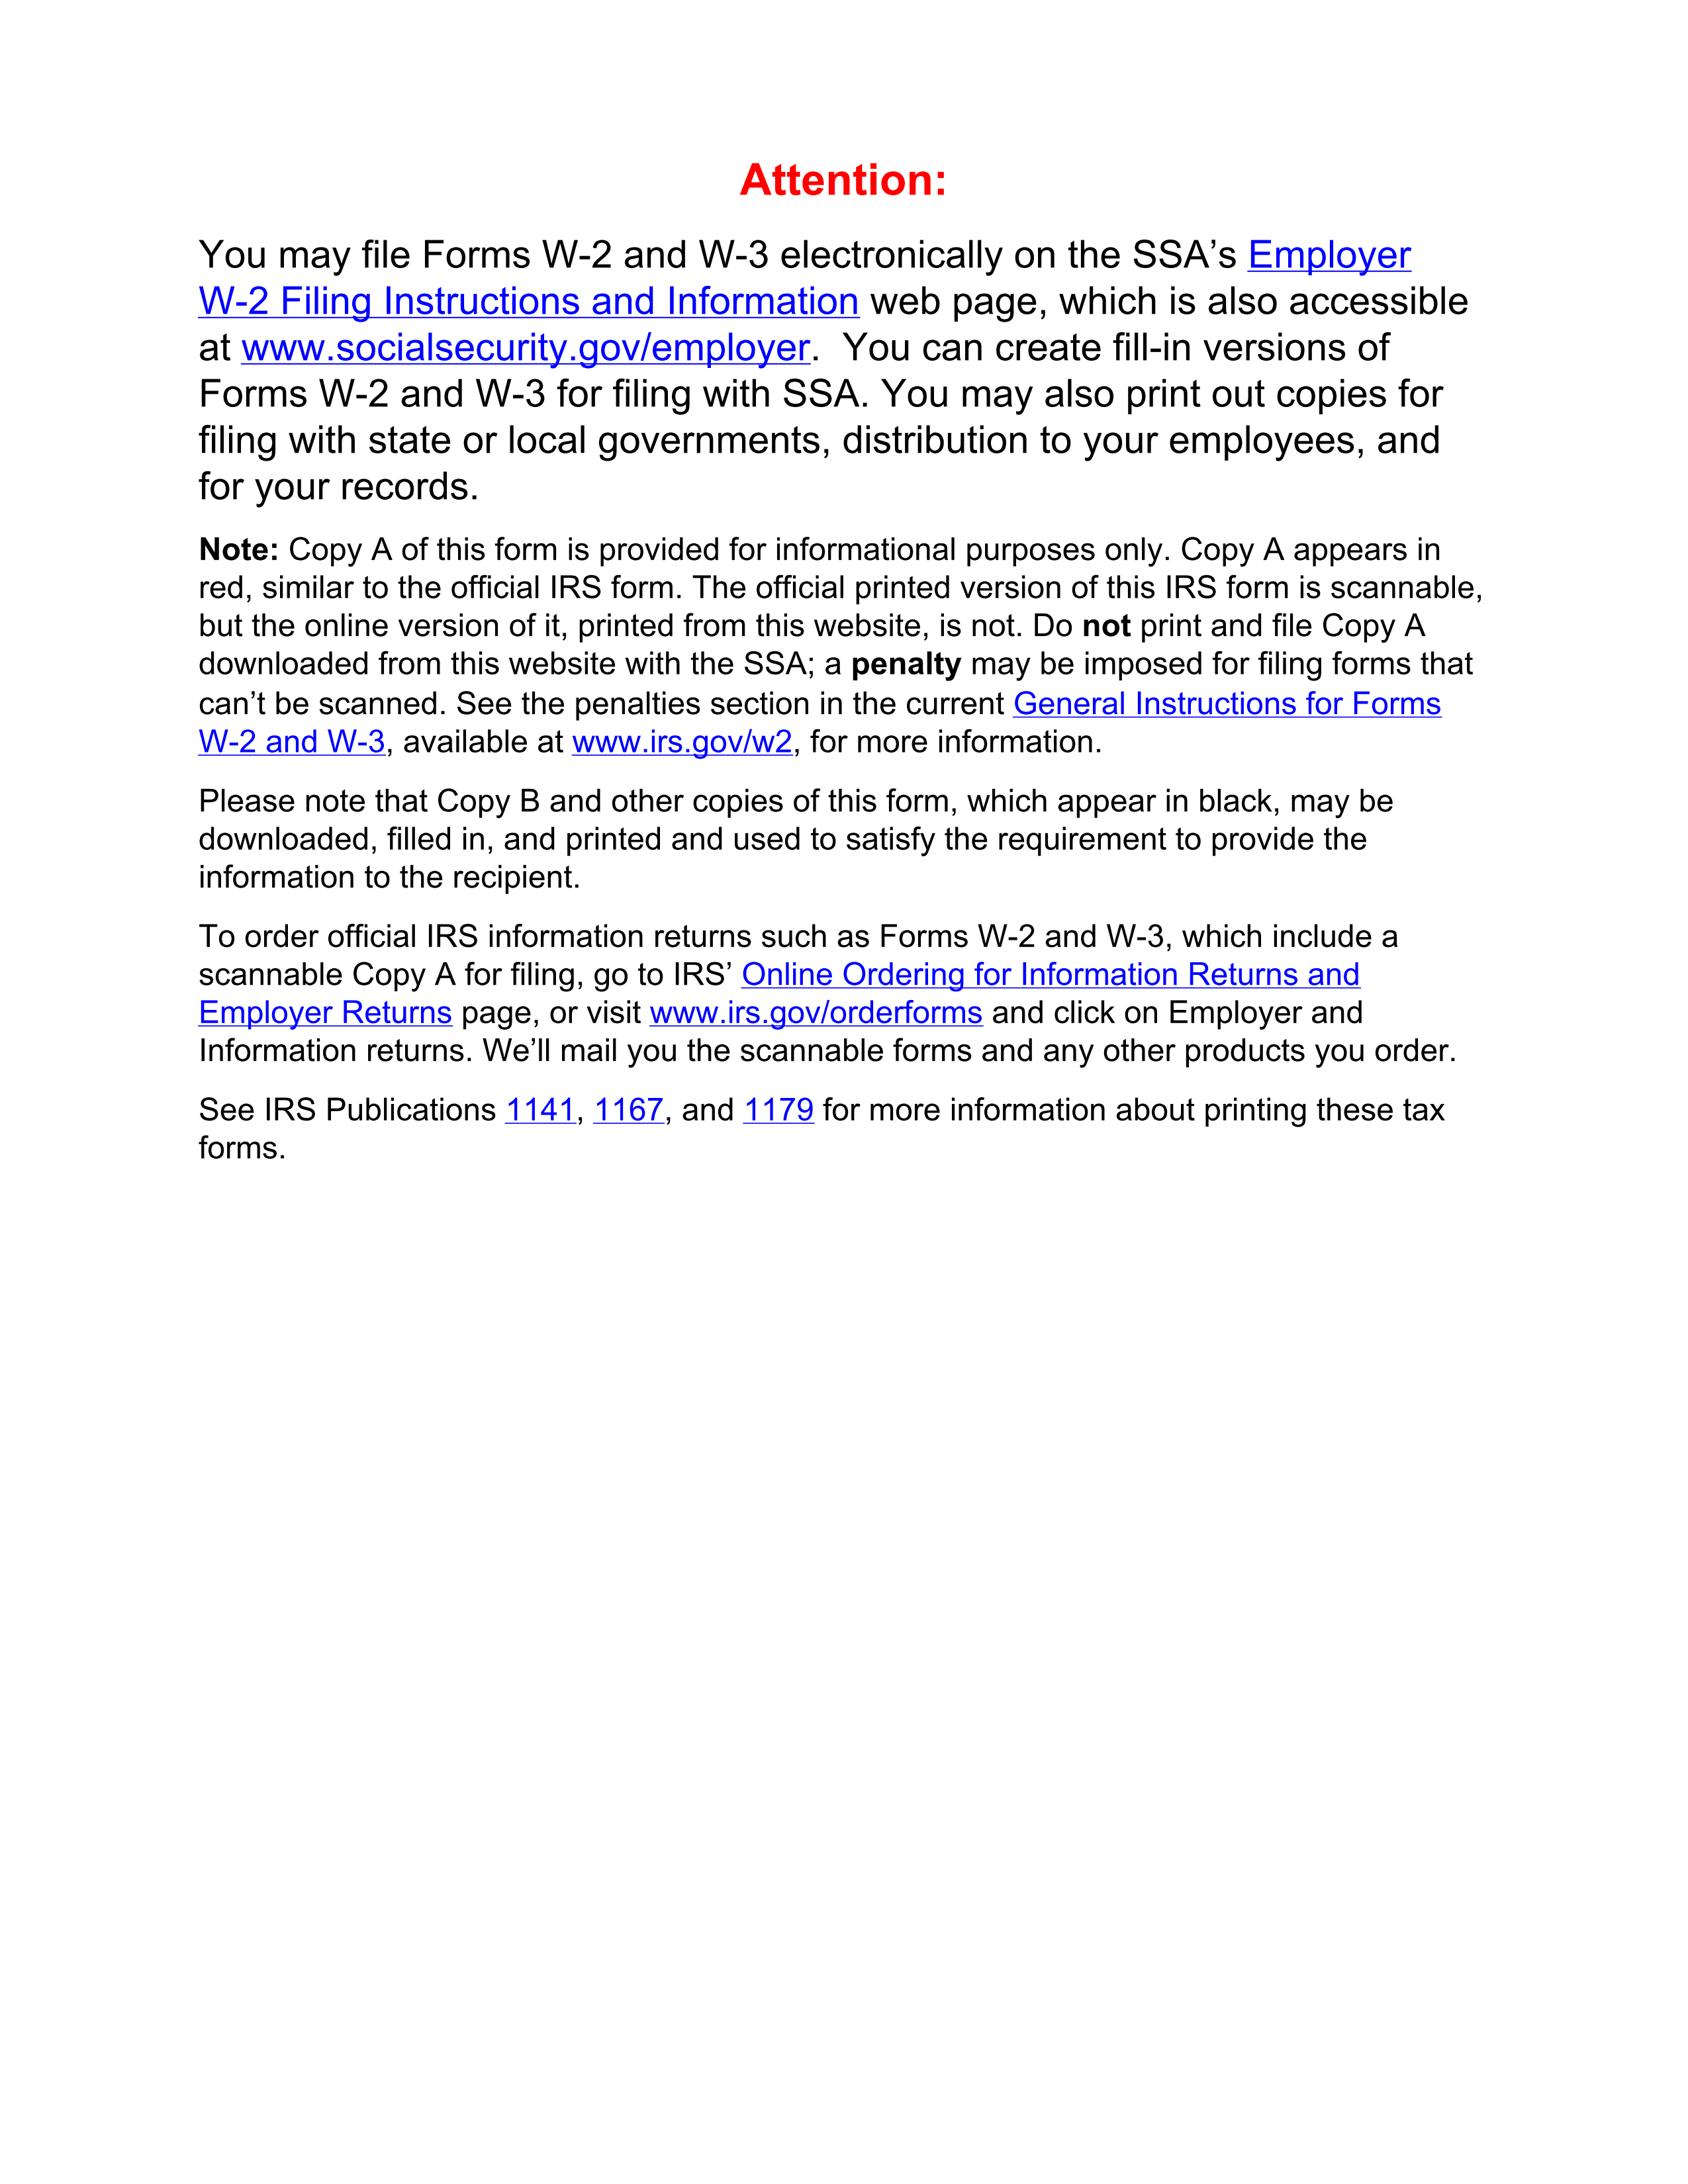 Attention:
You may file Forms W-2 and W-3 electronically on the SSA’s Employer
W-2 Filing Instructions and Information web page, which is also accessible
at www.socialsecurity.gov/employer.  You can create fill-in versions of
Forms W-2 and W-3 for filing with SSA. You may also print out copies for
filing with state or local governments, distribution to your employees, and
for your records.
Note: Copy A of this form is provided for informational purposes only. Copy A appears in
red, similar to the official IRS form. The official printed version of this IRS form is scannable,
but the online version of it, printed from this website, is not. Do not print and file Copy A
downloaded from this website with the SSA; a penalty may be imposed for filing forms that
can’t be scanned. See the penalties section in the current General Instructions for Forms
W-2 and W-3, available at www.irs.gov/w2, for more information.
Please note that Copy B and other copies of this form, which appear in black, may be
downloaded, filled in, and printed and used to satisfy the requirement to provide the
information to the recipient.
To order official IRS information returns such as Forms W-2 and W-3, which include a
scannable Copy A for filing, go to IRS’ Online Ordering for Information Returns and
Employer Returns page, or visit www.irs.gov/orderforms and click on Employer and
Information returns. We’ll mail you the scannable forms and any other products you order.
See IRS Publications 1141, 1167, and 1179 for more information about printing these tax
forms.